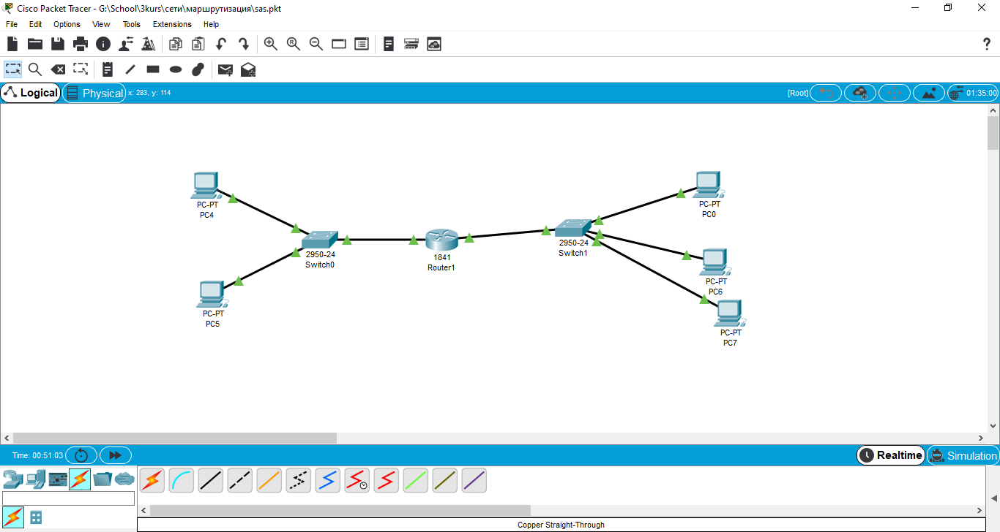 Cisco Packet Tracer - G:\School\3kurs\сети\маршрутизация\sas.pkt
File Edit Options View Tools Extensions Help
Logical Physical x: 283, y: 114 [Root] 01:35:00
PC-PT
PC4
PC-PT
PC0
2950-24
Switch0
1841
Router1
2950-24
Switch1
PC-PT
PC6
PC-PT
PC5
PC-PT
PC7
Time: 00:51:03 Realtime Simulation
Copper Straight-Through